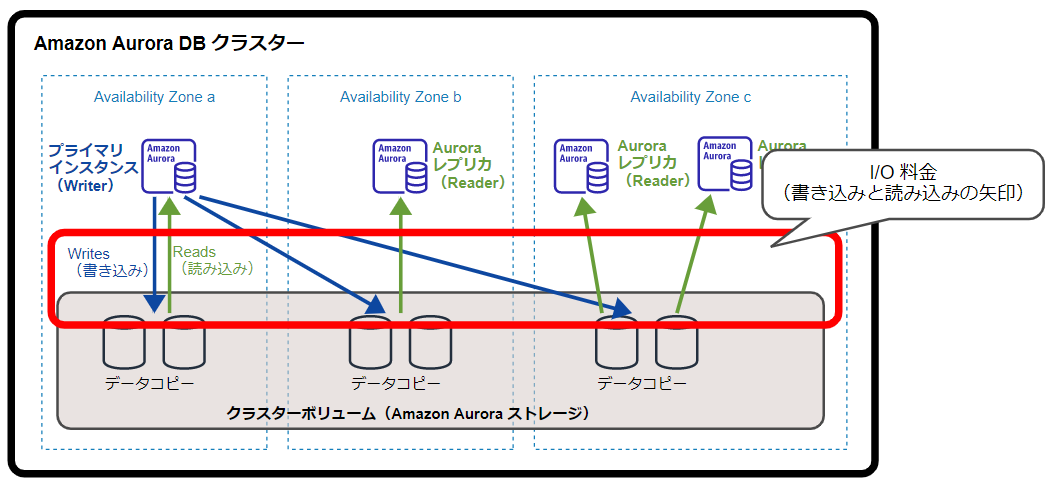 Amazon Aurora DB クラスター
Availability Zone a
Availability Zone b
Availability Zone c
プライマリ
インスタンス
(Writer)
Amazon
Aurora
Amazon
Aurora
Aurora
レプリカ
(Reader)
Amazon
Aurora
Aurora
レプリカ
(Reader)
Amazon
Aurora
Aurora
I/O 料金
(書き込みと読み込みの矢印)
Writes
(書き込み)
Reads
(読み込み)
データコピー
データコピー
データコピー
クラスターボリューム(Amazon Aurora ストレージ)